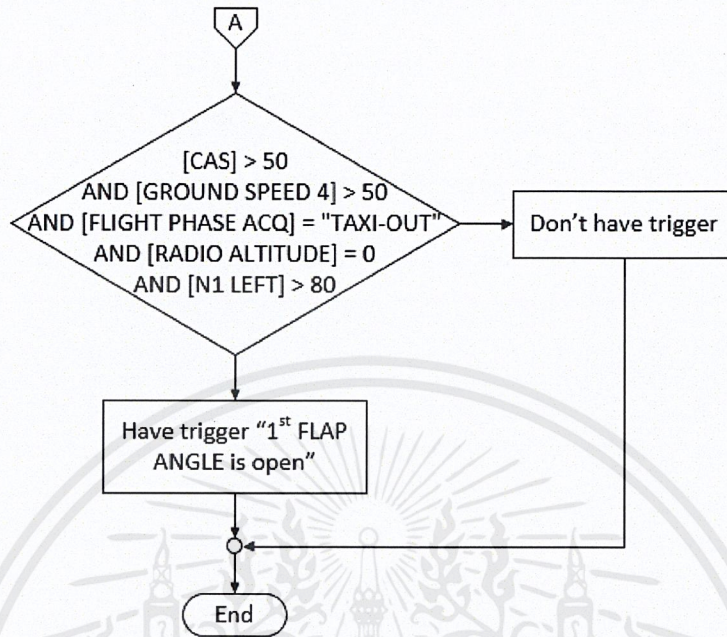 A
[CAS] > 50
AND [GROUND SPEED 4] > 50
AND [FLIGHT PHASE ACQ] = "TAXI-OUT"
AND [RADIO ALTITUDE] = 0
AND [N1 LEFT] > 80
Don't have trigger
Have trigger “1st FLAP
ANGLE is open”
End